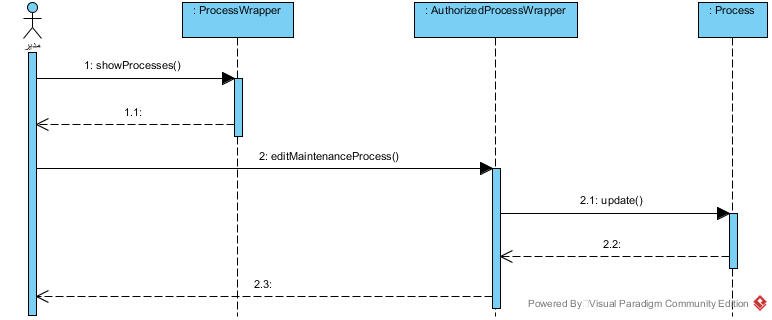 : ProcessWrapper
: AuthorizedProcessWrapper
: Process
مدیر
1: showProcesses()
1.1:
2: editMaintenanceProcess()
2.1: update()
2.2:
2.3:
Powered By Visual Paradigm Community Edition